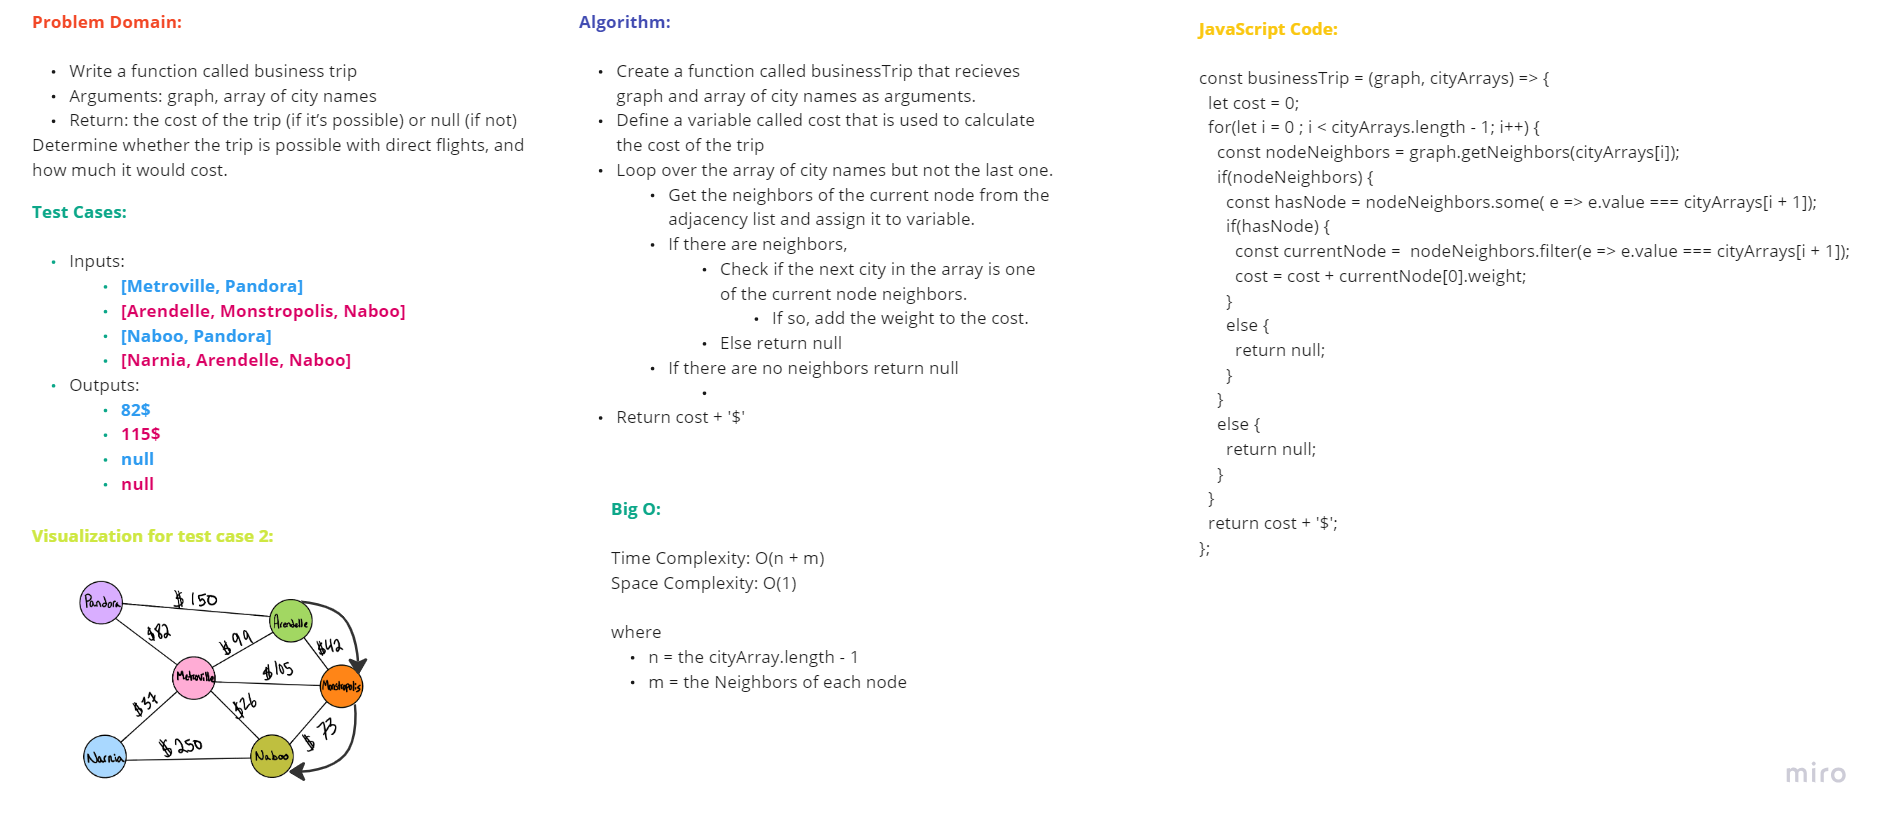 Problem Domain:
• Write a function called business trip
• Arguments: graph, array of city names
• Return: the cost of the trip (if it’s possible) or null (if not)
Determine whether the trip is possible with direct flights, and
how much it would cost.
Test Cases:
• Inputs:
• [Metroville, Pandora]
• [Arendelle, Monstropolis, Naboo]
• [Naboo, Pandora]
• [Narnia, Arendelle, Naboo]
• Outputs:
• 82$
• 115$
• null
• null
Visualization for test case 2:
Pandora
$150
Arendelle
$82
$99
$42
Metroville
$105
Monstropolis
$37
$26
$73
Narnia
$250
Naboo
Algorithm:
• Create a function called businessTrip that recieves
graph and array of city names as arguments.
• Define a variable called cost that is used to calculate
the cost of the trip
• Loop over the array of city names but not the last one.
• Get the neighbors of the current node from the
adjacency list and assign it to variable.
• If there are neighbors,
• Check if the next city in the array is one
of the current node neighbors.
• If so, add the weight to the cost.
• Else return null
• If there are no neighbors return null
•
• Return cost + '$'
Big O:
Time Complexity: O(n + m)
Space Complexity: O(1)
where
• n = the cityArray.length - 1
• m = the Neighbors of each node
JavaScript Code:
const businessTrip = (graph, cityArrays) => {
let cost = 0;
for(let i = 0 ; i < cityArrays.length - 1; i++) {
const nodeNeighbors = graph.getNeighbors(cityArrays[i]);
if(nodeNeighbors) {
const hasNode = nodeNeighbors.some( e => e.value === cityArrays[i + 1]);
if(hasNode) {
const currentNode =  nodeNeighbors.filter(e => e.value === cityArrays[i + 1]);
cost = cost + currentNode[0].weight;
}
else {
return null;
}
}
else {
return null;
}
}
return cost + '$';
};
miro